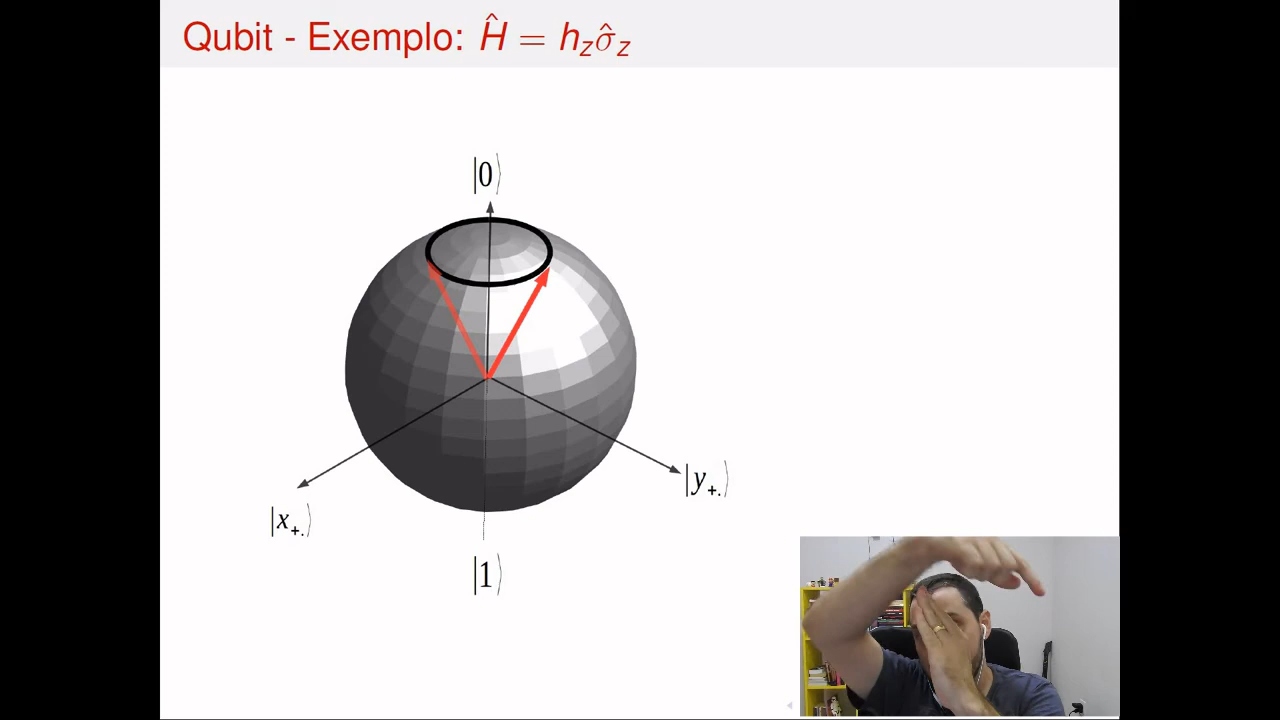 Qubit - Exemplo: Ĥ = h_z σ̂_z
|0⟩
|y₊.⟩
|x₊.⟩
|1⟩